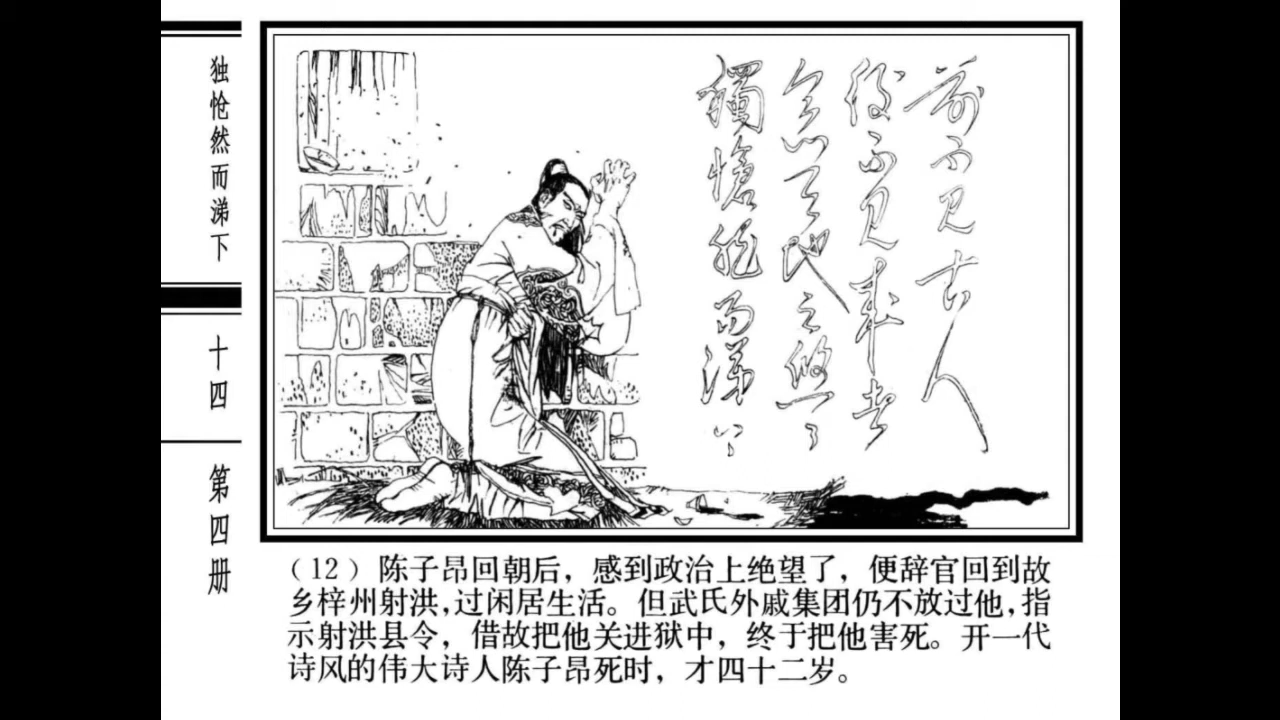 独怆然而涕下
十四
第四册
前不见古人
後不见来者
念天地之悠々
獨愴然而涕下
（12）陈子昂回朝后，感到政治上绝望了，便辞官回到故
乡梓州射洪，过闲居生活。但武氏外戚集团仍不放过他，指
示射洪县令，借故把他关进狱中，终于把他害死。开一代
诗风的伟大诗人陈子昂死时，才四十二岁。